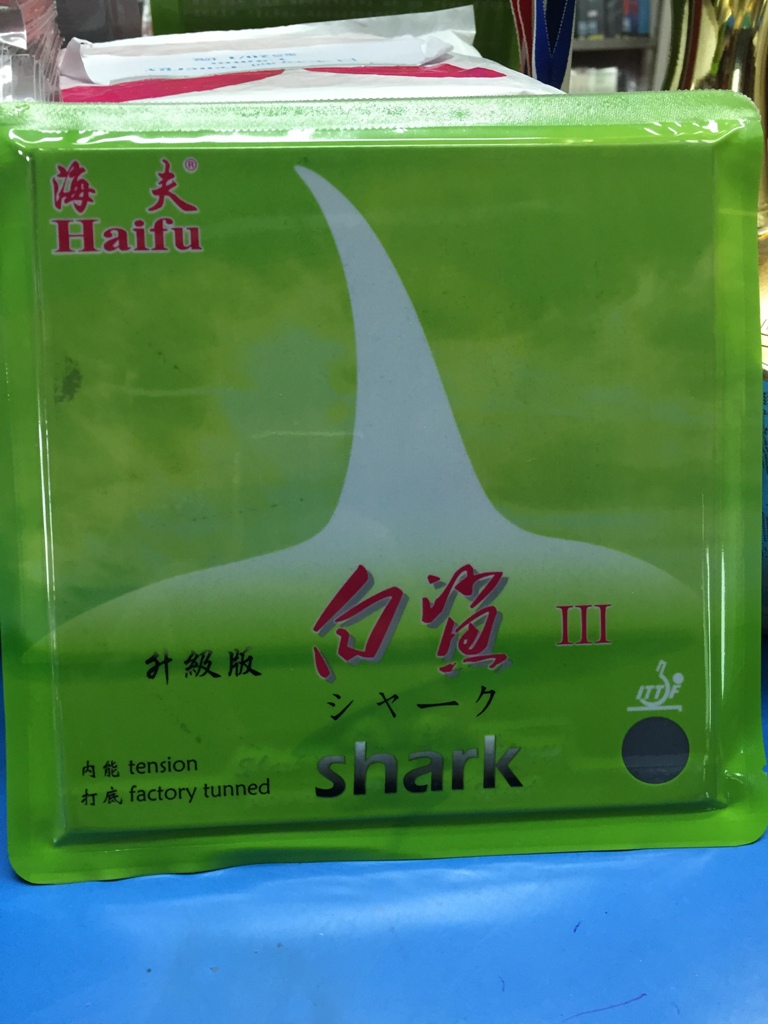 海夫®
Haifu
白鲨 III
升級版
シャーク
ITTF
内能 tension
打底 factory tunned
shark